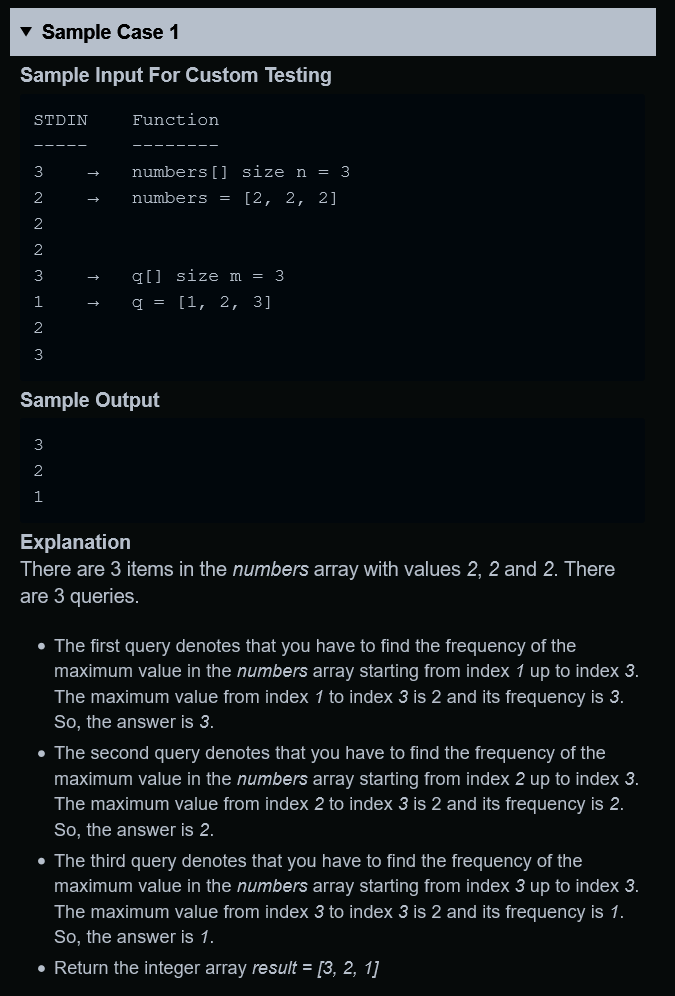 ▼ Sample Case 1
Sample Input For Custom Testing
STDIN    Function
-----    --------
3    →   numbers[] size n = 3
2    →   numbers = [2, 2, 2]
2
2
3    →   q[] size m = 3
1    →   q = [1, 2, 3]
2
3
Sample Output
3
2
1
Explanation
There are 3 items in the numbers array with values 2, 2 and 2. There
are 3 queries.
• The first query denotes that you have to find the frequency of the
maximum value in the numbers array starting from index 1 up to index 3.
The maximum value from index 1 to index 3 is 2 and its frequency is 3.
So, the answer is 3.
• The second query denotes that you have to find the frequency of the
maximum value in the numbers array starting from index 2 up to index 3.
The maximum value from index 2 to index 3 is 2 and its frequency is 2.
So, the answer is 2.
• The third query denotes that you have to find the frequency of the
maximum value in the numbers array starting from index 3 up to index 3.
The maximum value from index 3 to index 3 is 2 and its frequency is 1.
So, the answer is 1.
• Return the integer array result = [3, 2, 1]